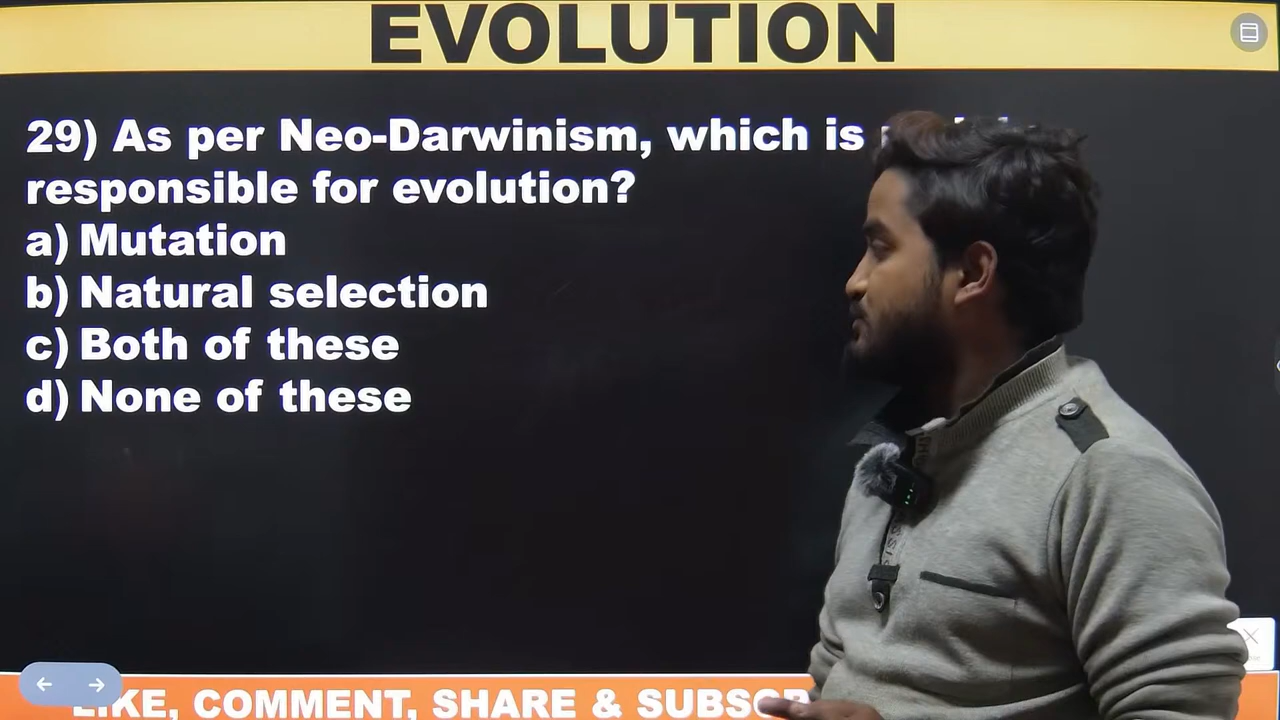 EVOLUTION
29) As per Neo-Darwinism, which is
responsible for evolution?
a) Mutation
b) Natural selection
c) Both of these
d) None of these
LIKE, COMMENT, SHARE &